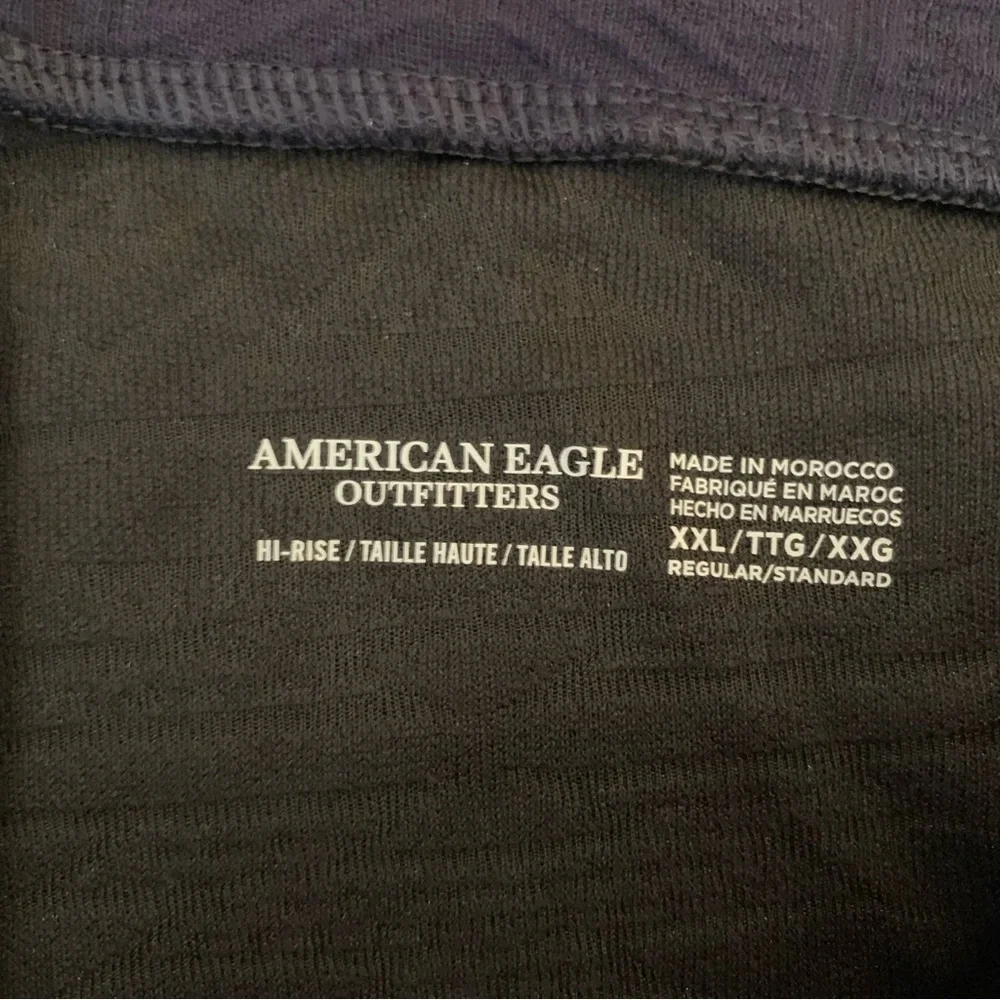 AMERICAN EAGLE
OUTFITTERS
HI-RISE / TAILLE HAUTE / TALLE ALTO
MADE IN MOROCCO
FABRIQUÉ EN MAROC
HECHO EN MARRUECOS
XXL/TTG/XXG
REGULAR/STANDARD